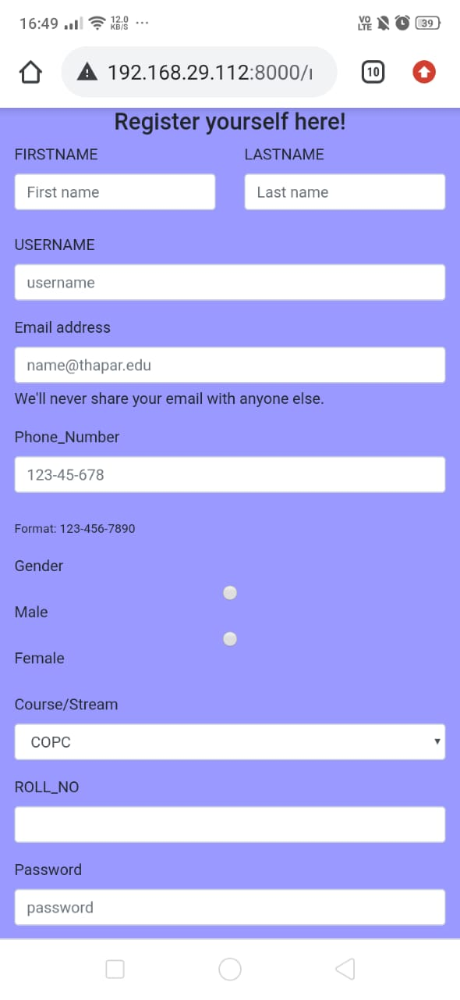 16:49 12.0 KB/S ... VO LTE 39
192.168.29.112:8000/ 10
Register yourself here!
FIRSTNAME LASTNAME
First name Last name
USERNAME
username
Email address
name@thapar.edu
We'll never share your email with anyone else.
Phone_Number
123-45-678
Format: 123-456-7890
Gender
Male
Female
Course/Stream
COPC
ROLL_NO
Password
password